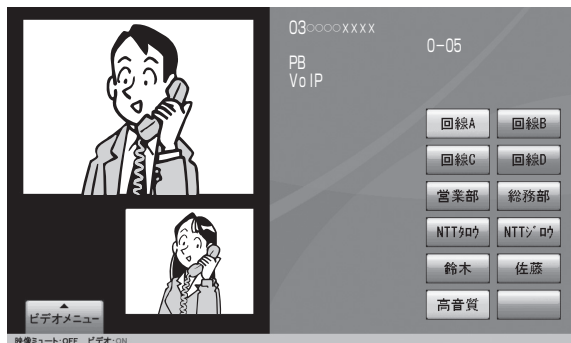 03○○○○xxxx
0-05
PB
VoIP
回線A
回線B
回線C
回線D
営業部
総務部
NTTﾀﾛｳ
NTTｼﾞﾛｳ
鈴木
佐藤
高音質
ビデオメニュー
映像ミュート:OFF ビデオ:ON